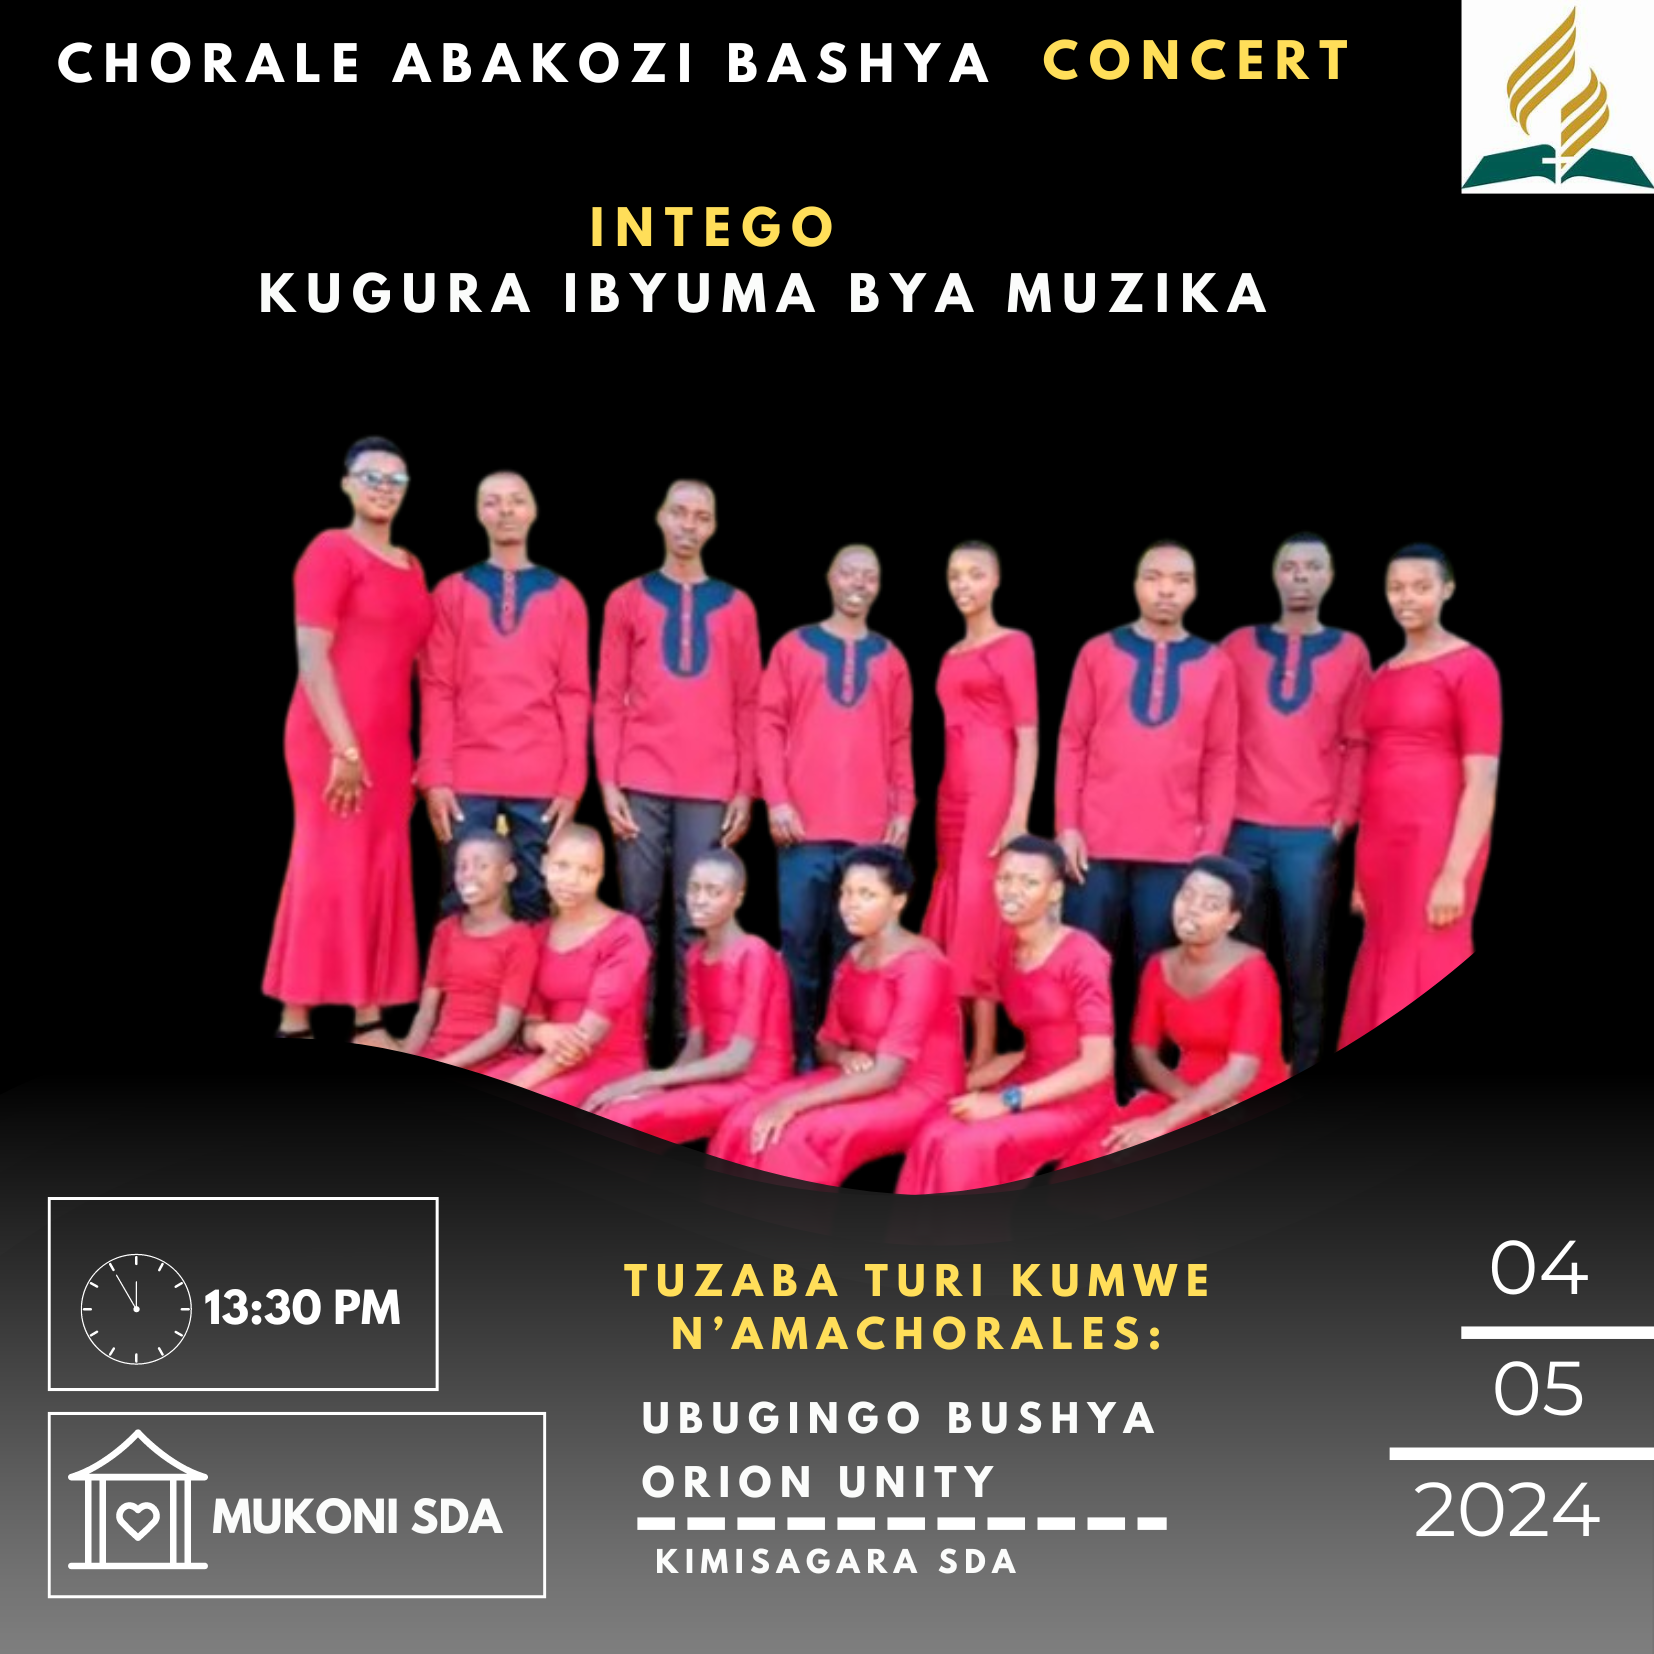 CHORALE ABAKOZI BASHYA CONCERT
INTEGO
KUGURA IBYUMA BYA MUZIKA
13:30 PM
MUKONI SDA
TUZABA TURI KUMWE
N’AMACHORALES:
UBUGINGO BUSHYA
ORION UNITY
KIMISAGARA SDA
04
05
2024